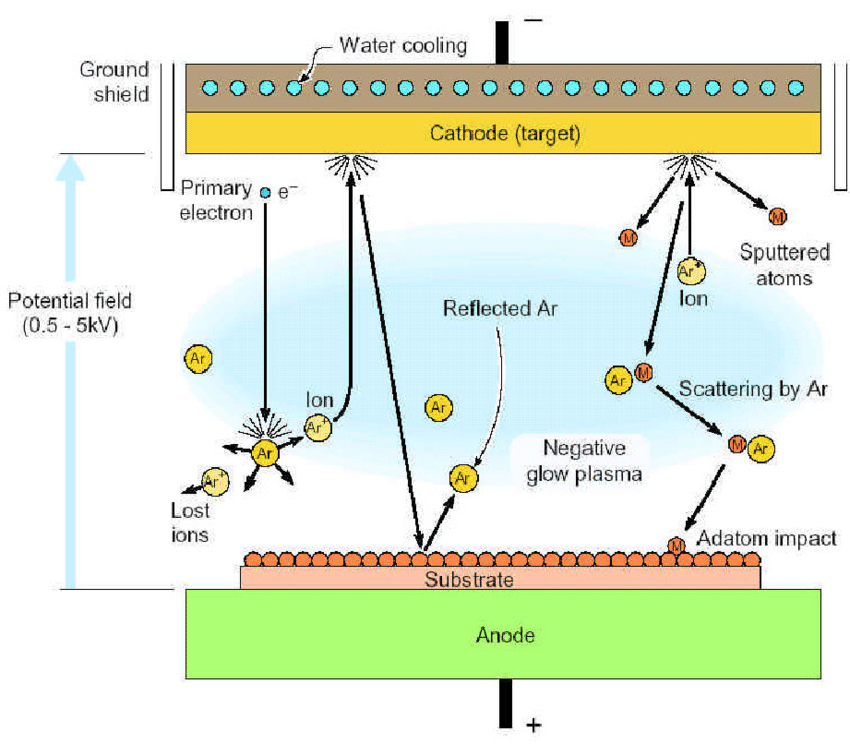 −
Water cooling
Ground
shield
Cathode (target)
Primary
electron
e−
M
M
Sputtered
atoms
Ar+
Ion
Potential field
(0.5 - 5kV)
Reflected Ar
Ar
Ar
M
Scattering by Ar
Ion
Ar+
Ar
Ar
M
Ar
Negative
glow plasma
Ar
Ar+
Lost
ions
Ar
M
Adatom impact
Substrate
Anode
+